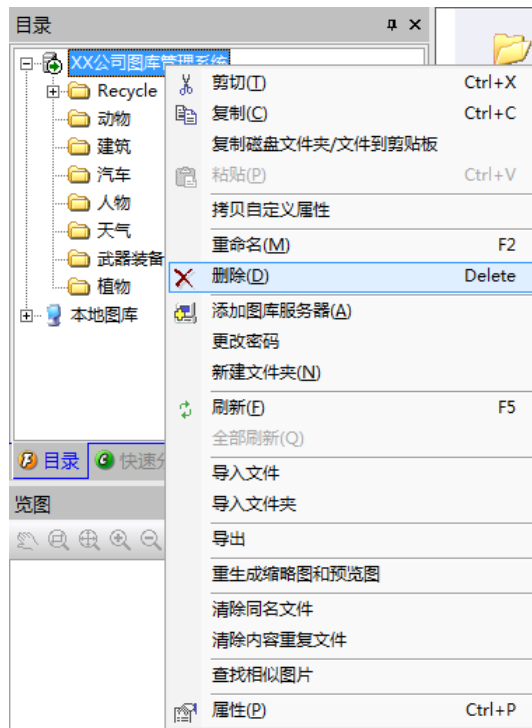 目录
XX公司图库管理系统
Recycle
动物
建筑
汽车
人物
天气
武器装备
植物
本地图库
剪切(T) Ctrl+X
复制(C) Ctrl+C
复制磁盘文件夹/文件到剪贴板
粘贴(P) Ctrl+V
拷贝自定义属性
重命名(M) F2
删除(D) Delete
添加图库服务器(A)
更改密码
新建文件夹(N)
刷新(F) F5
全部刷新(Q)
导入文件
导入文件夹
导出
重生成缩略图和预览图
清除同名文件
清除内容重复文件
查找相似图片
属性(P) Ctrl+P
目录
快速分
览图